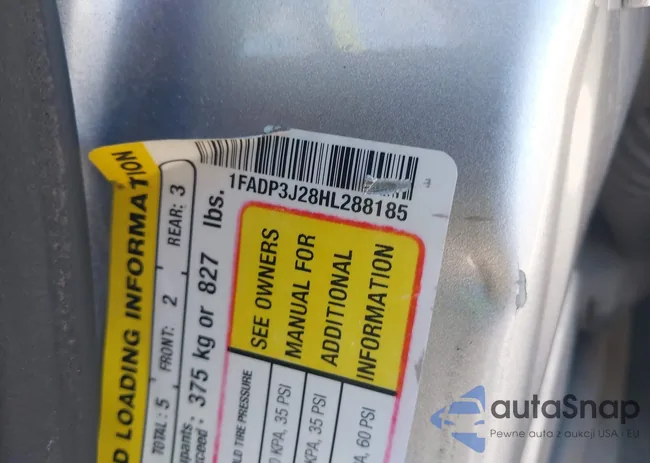 1FADP3J28HL288185
D LOADING INFORMATION
TOTAL: 5 FRONT: 2 REAR: 3
375 kg or 827 lbs.
SEE OWNERS
MANUAL FOR
ADDITIONAL
INFORMATION
TIRE PRESSURE
KPA, 35 PSI
KPA, 35 PSI
60 PSI
autaSnap
Pewne auta z aukcji USA - EU